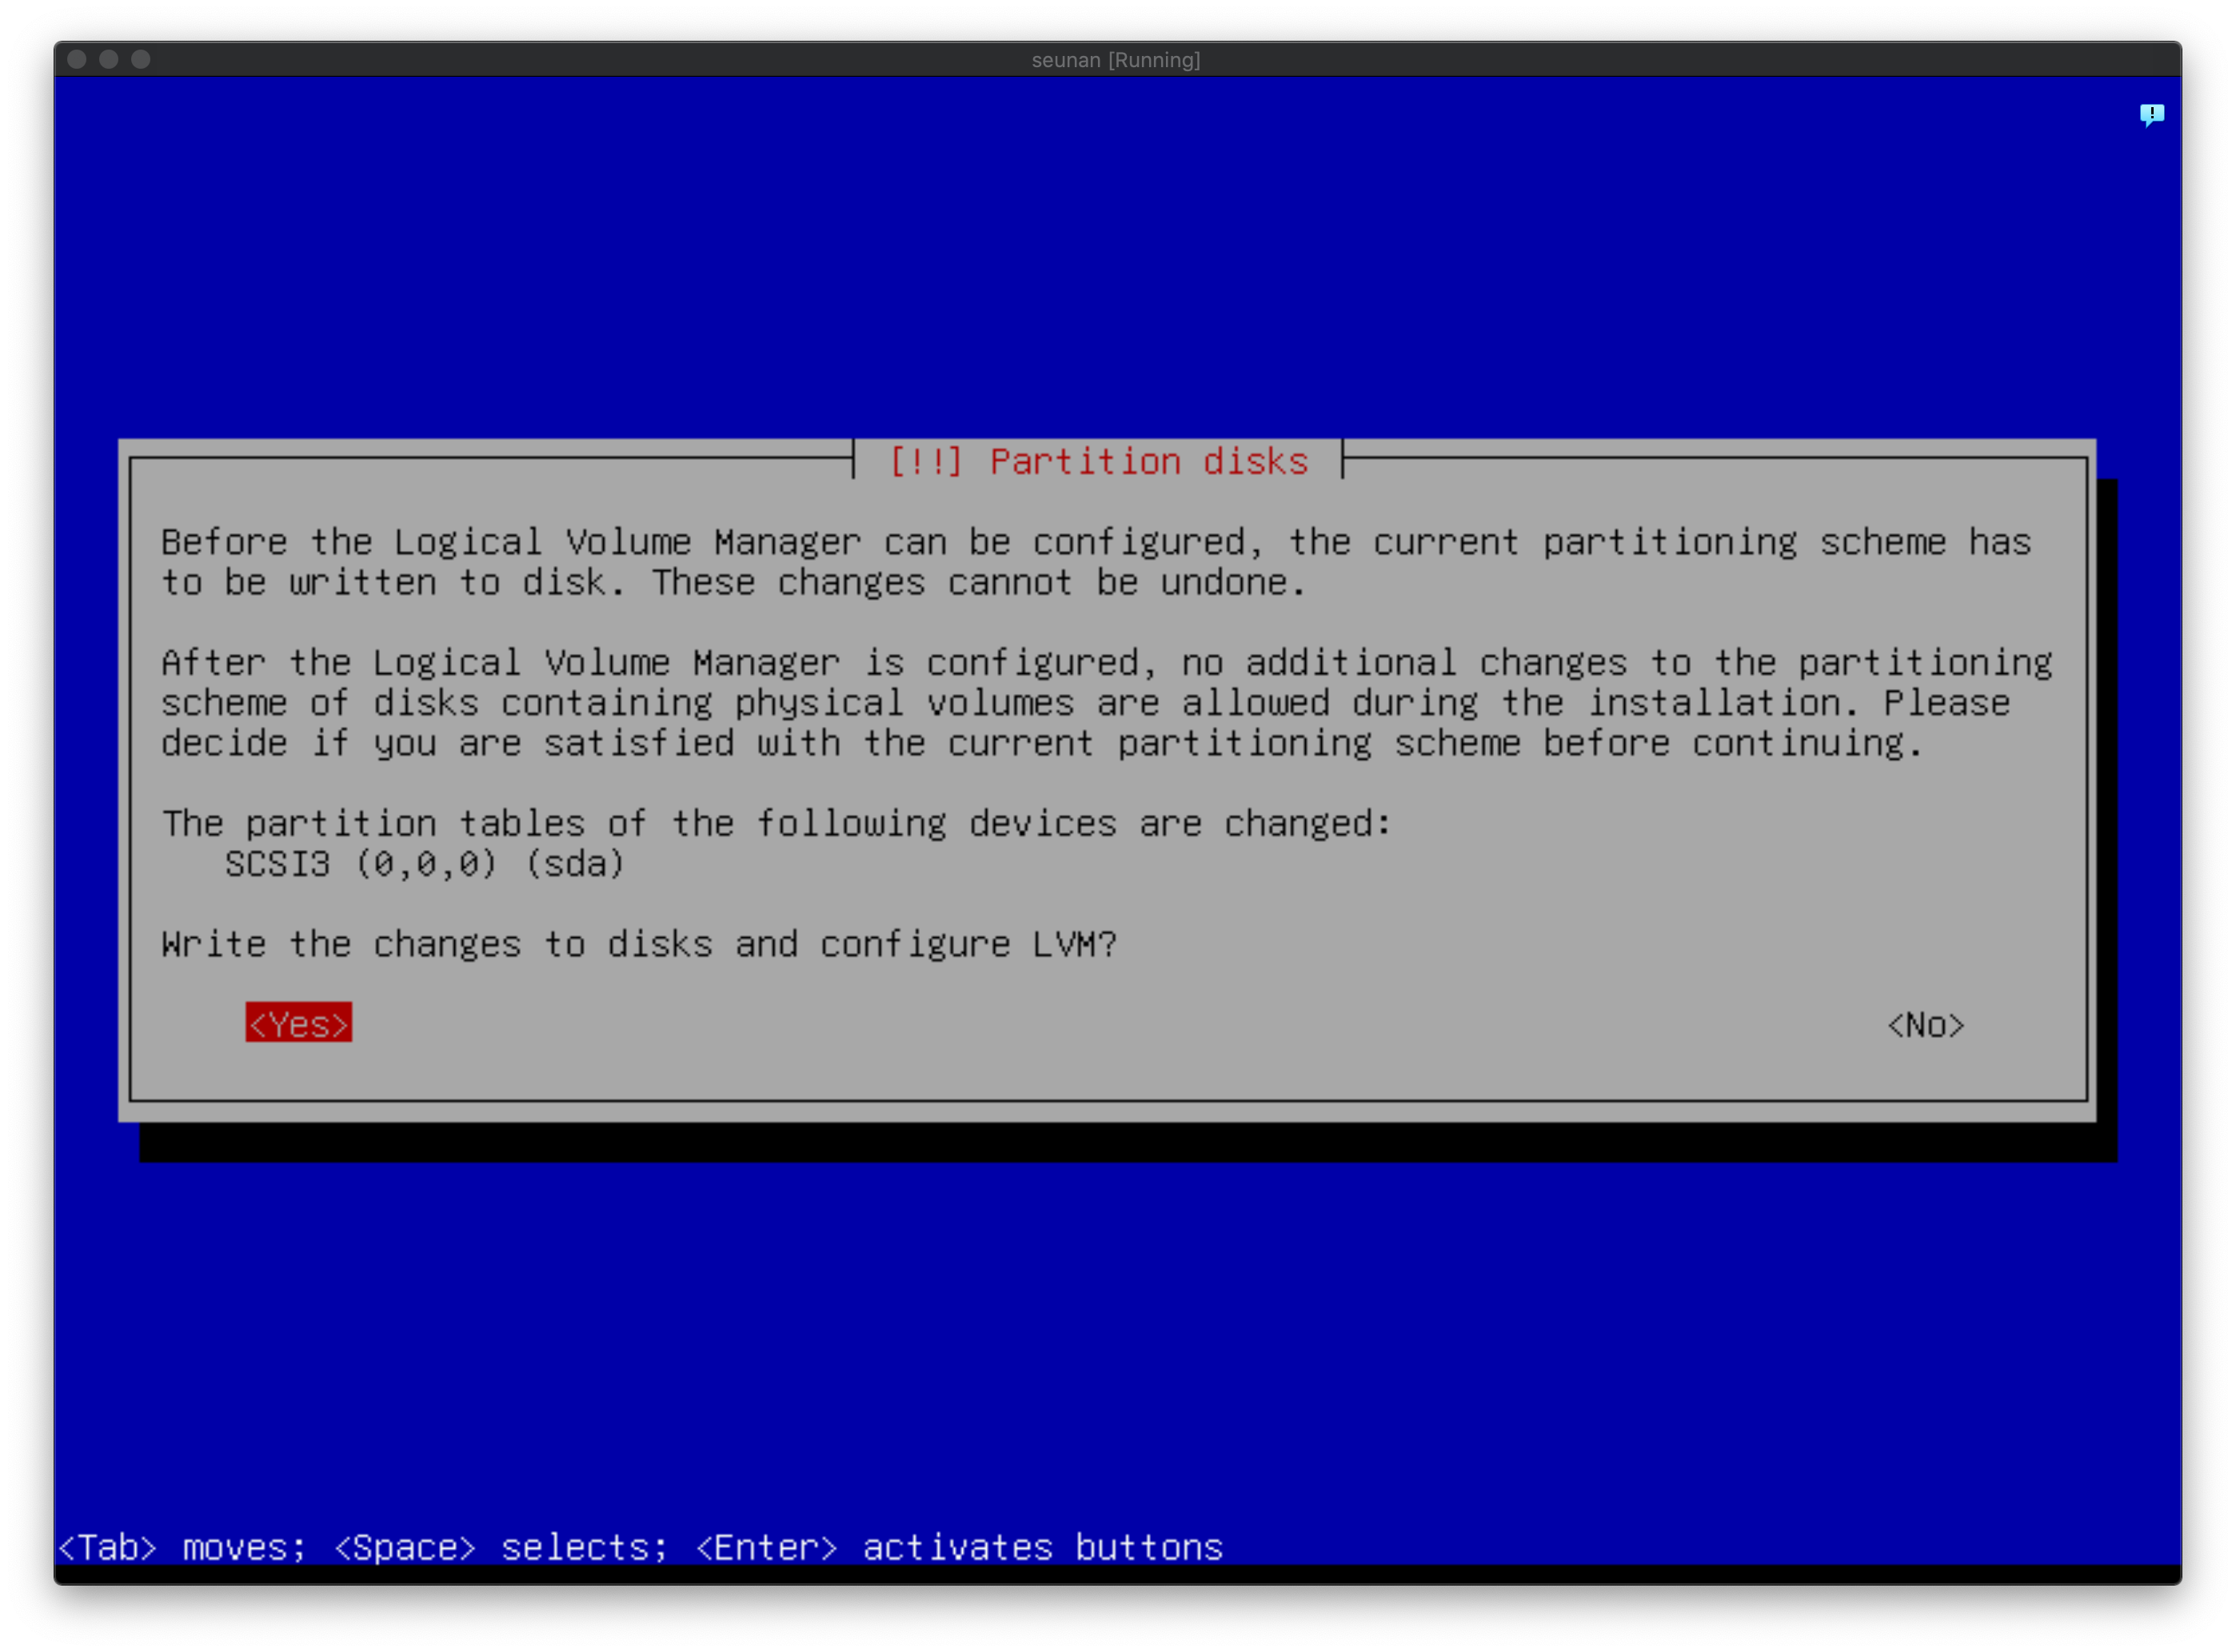 seunan [Running]
[!!] Partition disks
Before the Logical Volume Manager can be configured, the current partitioning scheme has
to be written to disk. These changes cannot be undone.
After the Logical Volume Manager is configured, no additional changes to the partitioning
scheme of disks containing physical volumes are allowed during the installation. Please
decide if you are satisfied with the current partitioning scheme before continuing.
The partition tables of the following devices are changed:
SCSI3 (0,0,0) (sda)
Write the changes to disks and configure LVM?
<Yes> <No>
<Tab> moves; <Space> selects; <Enter> activates buttons